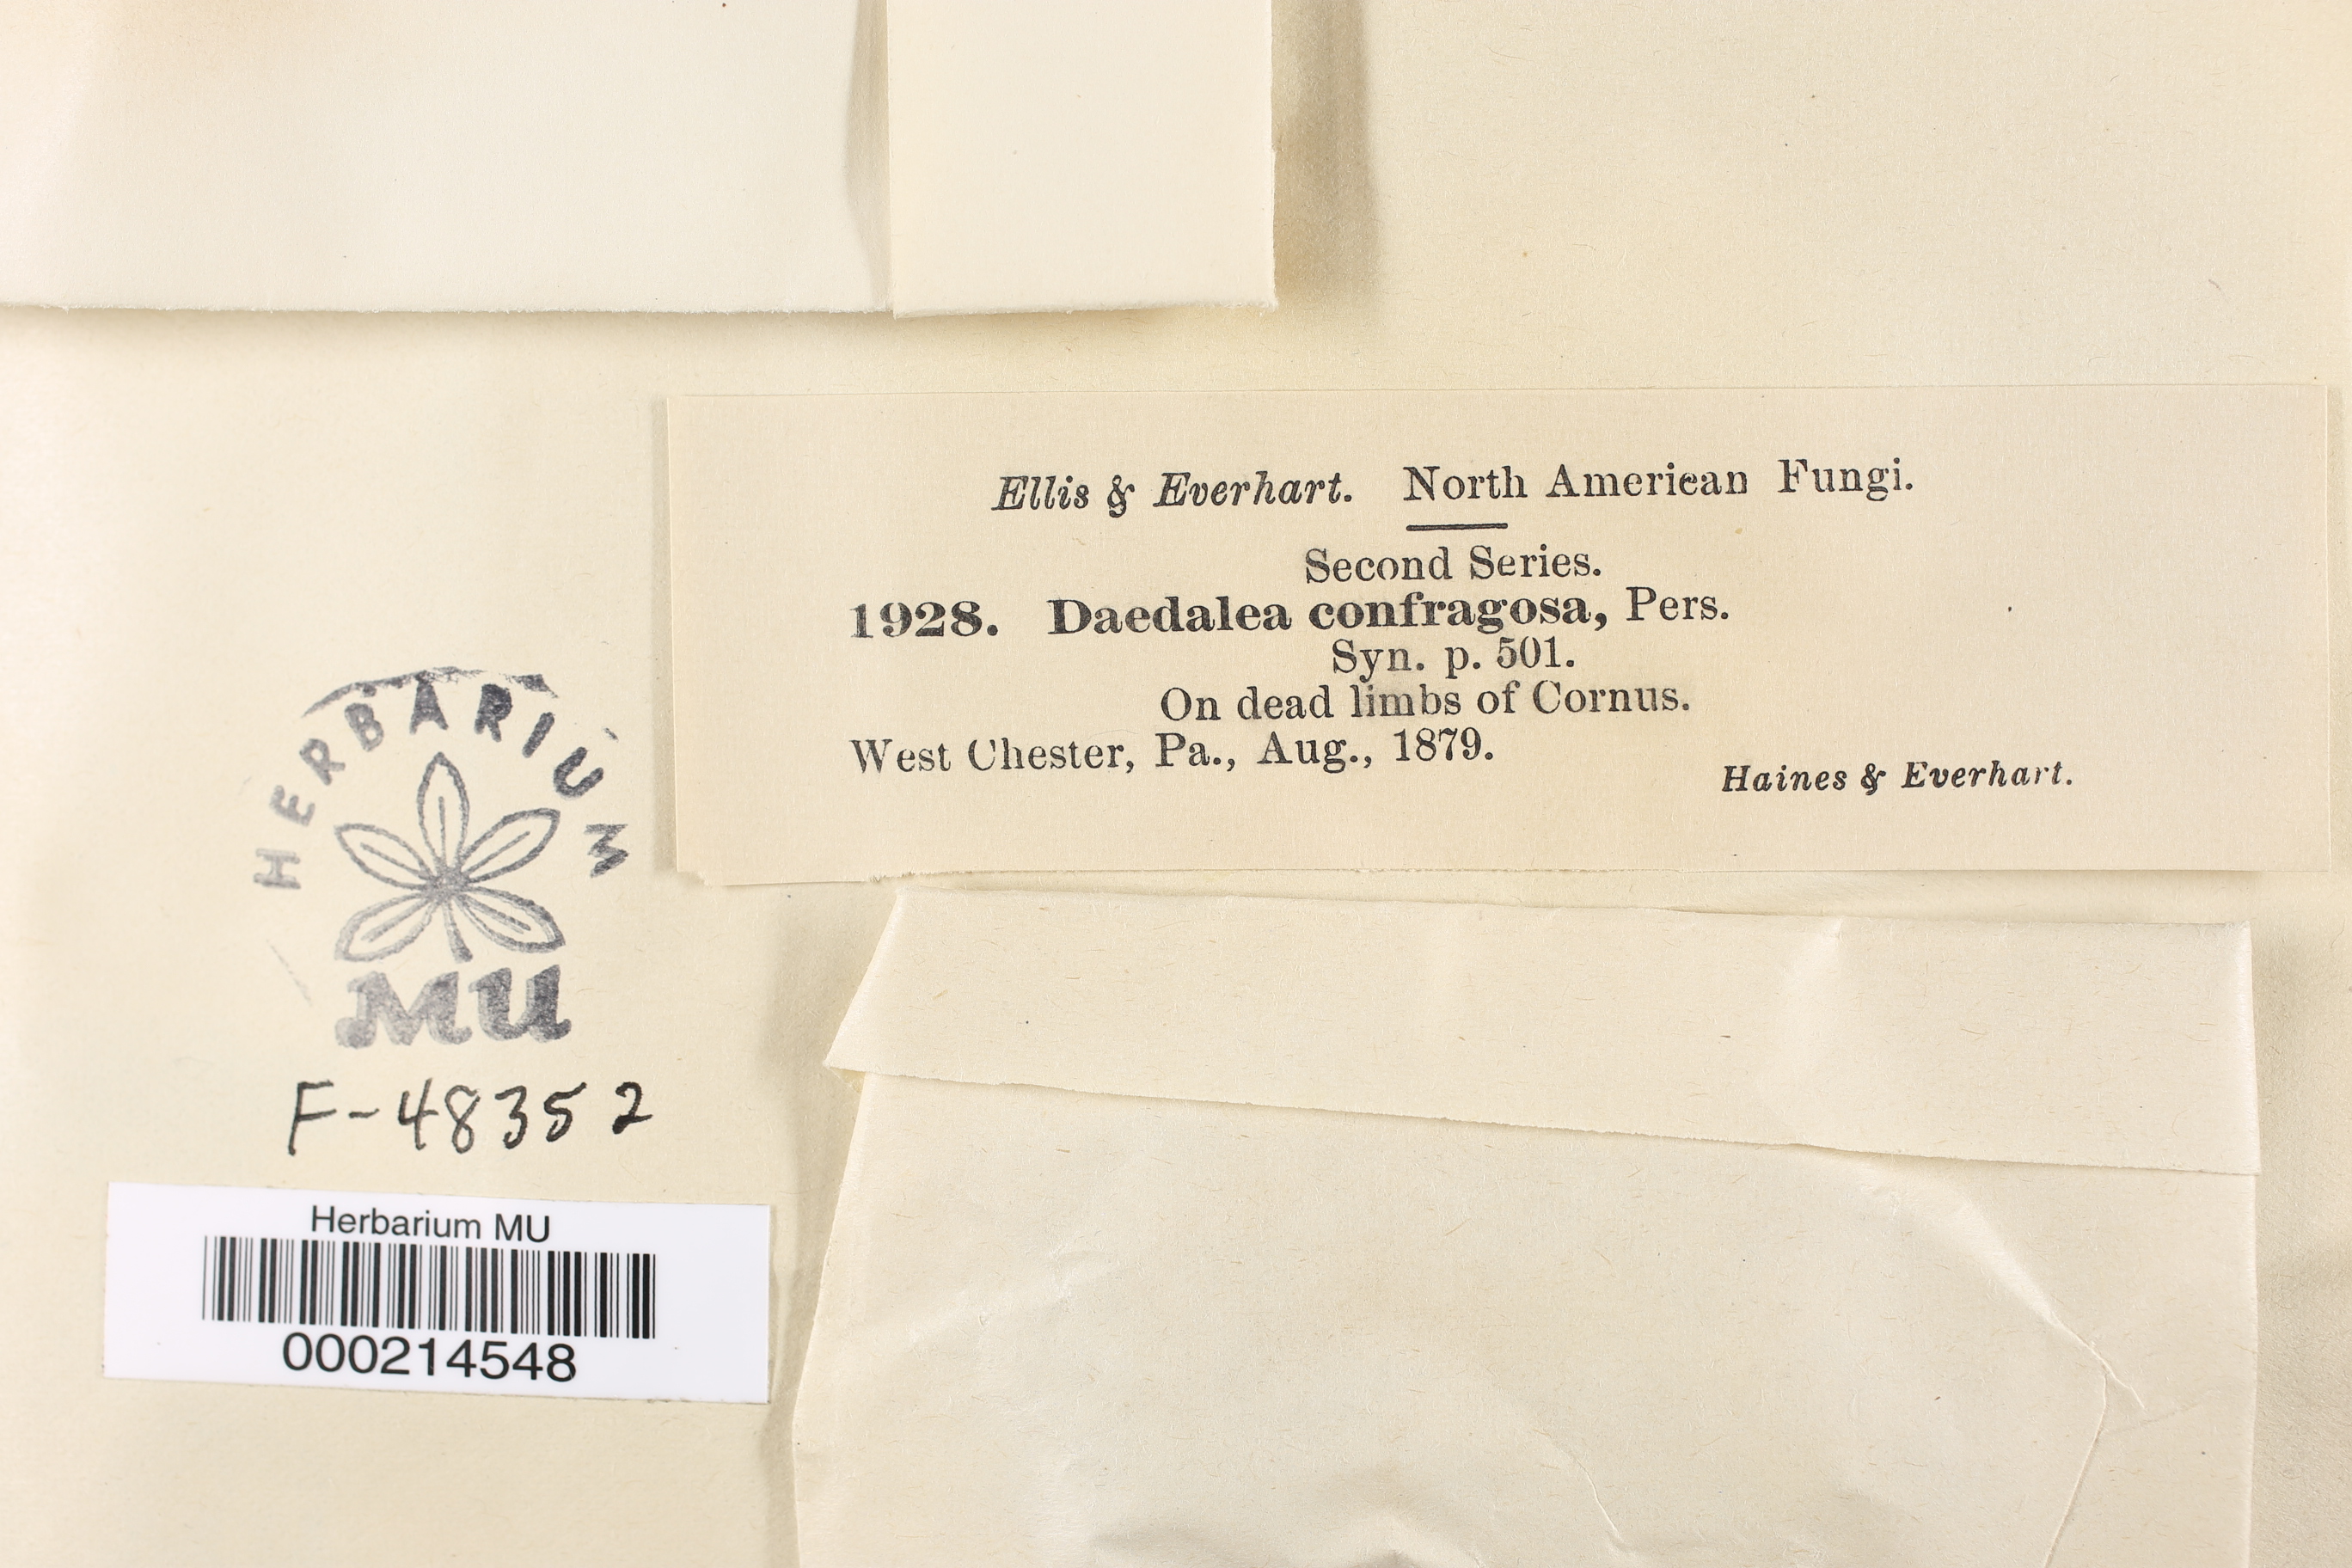 Ellis & Everhart. North American Fungi.
Second Series.
1928. Daedalea confragosa, Pers.
Syn. p. 501.
On dead limbs of Cornus.
West Chester, Pa., Aug., 1879.
Haines & Everhart.
HERBARIUM
MU
F-48352
Herbarium MU
000214548